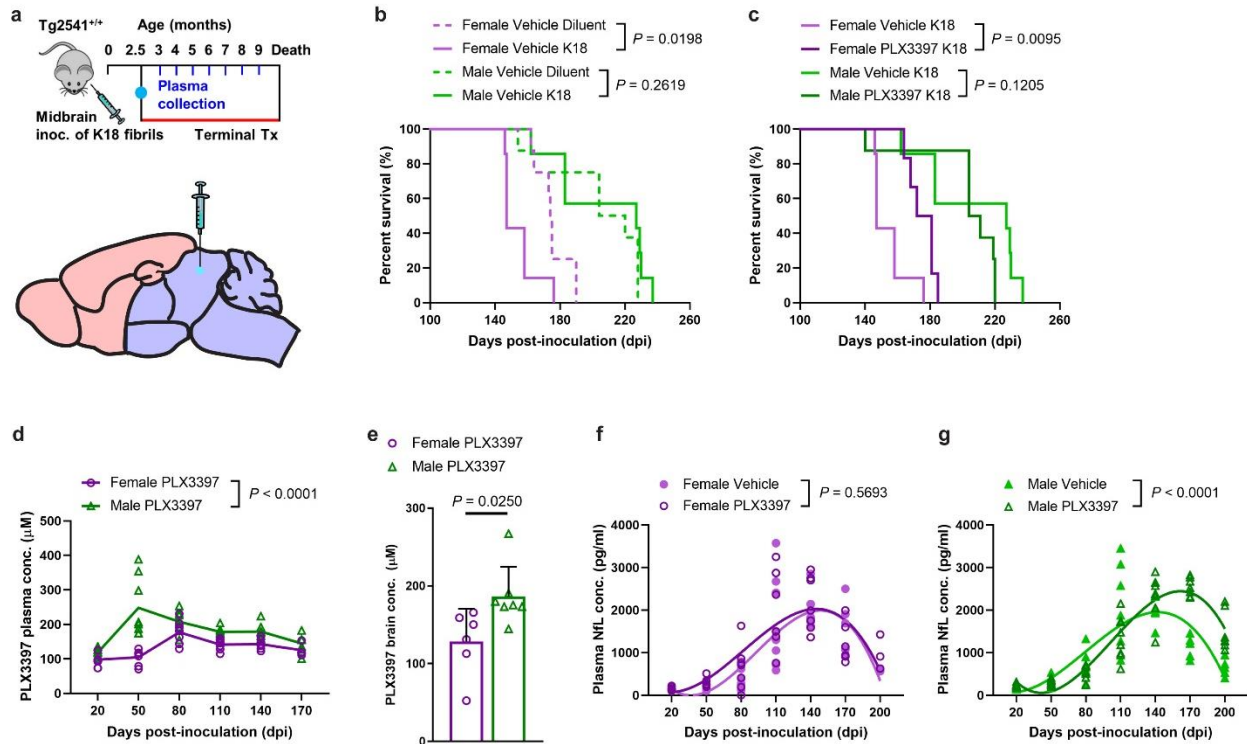 a
Tg2541+/+
Age (months)
0 2.5 3 4 5 6 7 8 9 Death
Plasma
collection
Midbrain
inoc. of K18 fibrils
Terminal Tx
b
Female Vehicle Diluent
Female Vehicle K18
P = 0.0198
Male Vehicle Diluent
Male Vehicle K18
P = 0.2619
Percent survival (%)
100
80
60
40
20
0
100 140 180 220 260
Days post-inoculation (dpi)
c
Female Vehicle K18
Female PLX3397 K18
P = 0.0095
Male Vehicle K18
Male PLX3397 K18
P = 0.1205
Percent survival (%)
100
80
60
40
20
0
100 140 180 220 260
Days post-inoculation (dpi)
d
Female PLX3397
Male PLX3397
P < 0.0001
PLX3397 plasma conc. (μM)
500
400
300
200
100
0
20 50 80 110 140 170
Days post-inoculation (dpi)
e
Female PLX3397
Male PLX3397
P = 0.0250
PLX3397 brain conc. (μM)
300
200
100
0
f
Female Vehicle
Female PLX3397
P = 0.5693
Plasma NfL conc. (pg/ml)
4000
3000
2000
1000
0
20 50 80 110 140 170 200
Days post-inoculation (dpi)
g
Male Vehicle
Male PLX3397
P < 0.0001
Plasma NfL conc. (pg/ml)
4000
3000
2000
1000
0
20 50 80 110 140 170 200
Days post-inoculation (dpi)